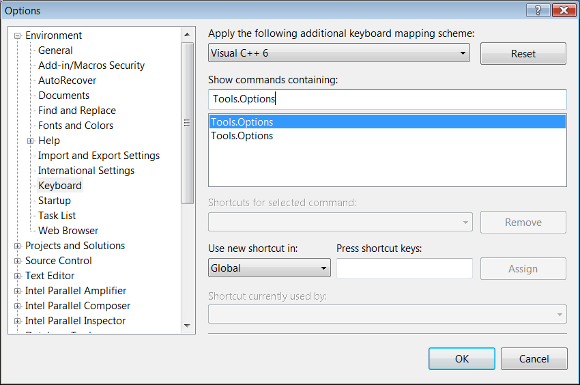 Options
Environment
General
Add-in/Macros Security
AutoRecover
Documents
Find and Replace
Fonts and Colors
Help
Import and Export Settings
International Settings
Keyboard
Startup
Task List
Web Browser
Projects and Solutions
Source Control
Text Editor
Intel Parallel Amplifier
Intel Parallel Composer
Intel Parallel Inspector
Apply the following additional keyboard mapping scheme:
Visual C++ 6
Reset
Show commands containing:
Tools.Options
Tools.Options
Tools.Options
Shortcuts for selected command:
Remove
Use new shortcut in:
Press shortcut keys:
Global
Assign
Shortcut currently used by:
OK
Cancel